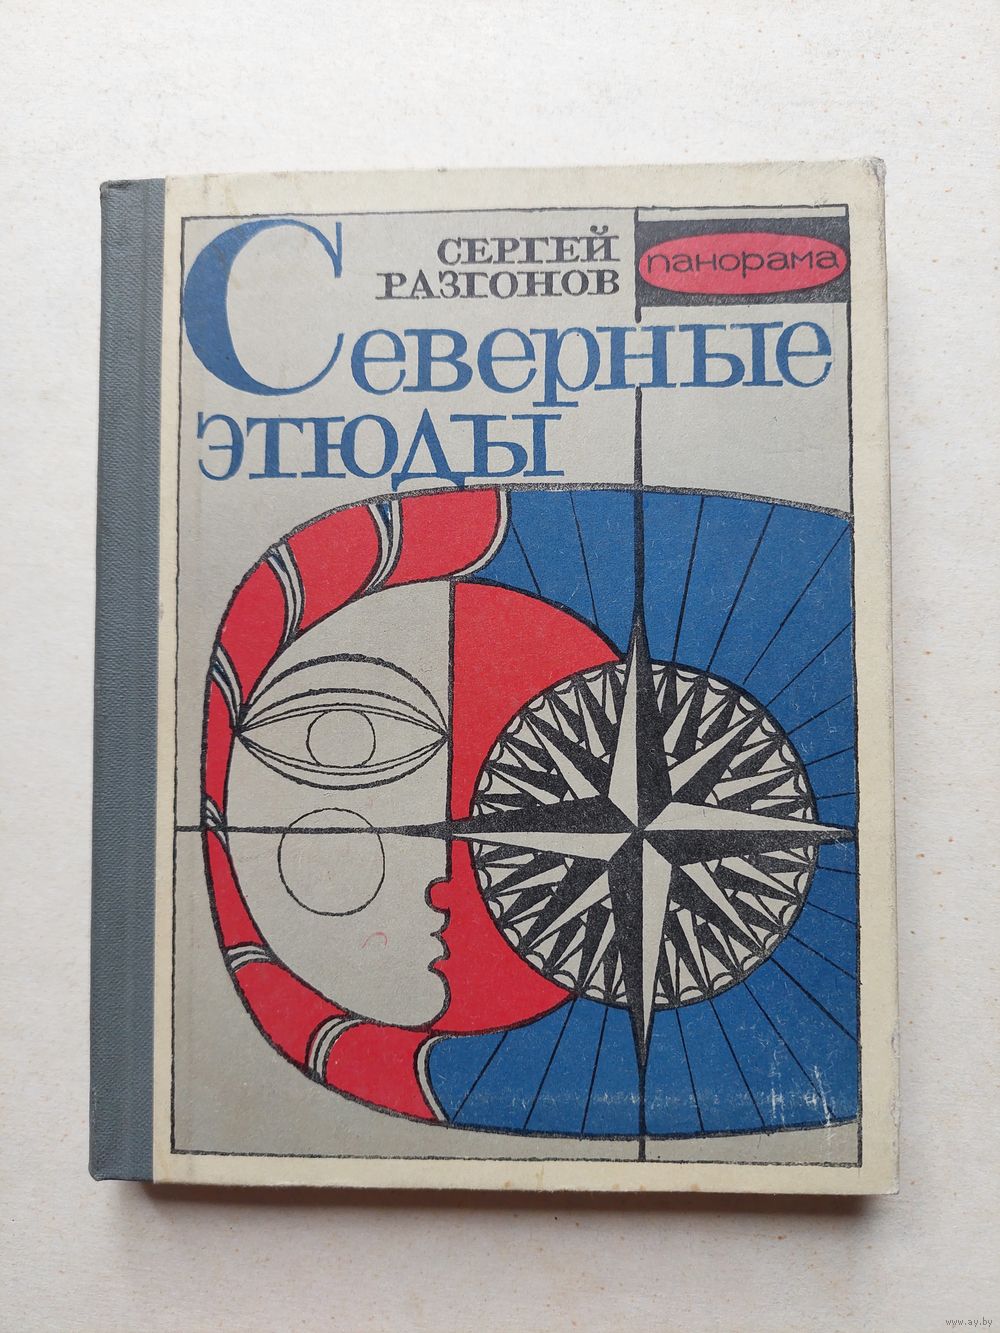 СЕРГЕЙ
РАЗГОНОВ
панорама
Северные
этюды
www.ay.by